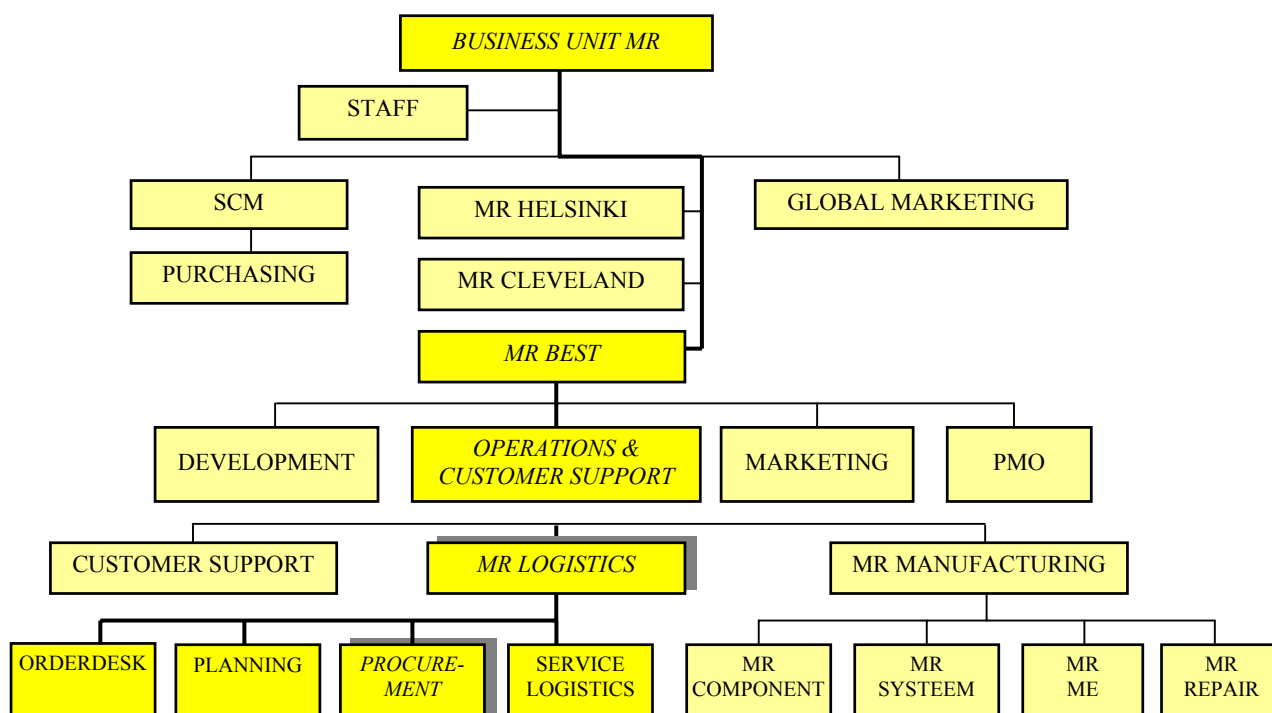 BUSINESS UNIT MR
STAFF
SCM
MR HELSINKI
GLOBAL MARKETING
PURCHASING
MR CLEVELAND
MR BEST
DEVELOPMENT
OPERATIONS &
CUSTOMER SUPPORT
MARKETING
PMO
CUSTOMER SUPPORT
MR LOGISTICS
MR MANUFACTURING
ORDERDESK
PLANNING
PROCURE-
MENT
SERVICE
LOGISTICS
MR
COMPONENT
MR
SYSTEEM
MR
ME
MR
REPAIR